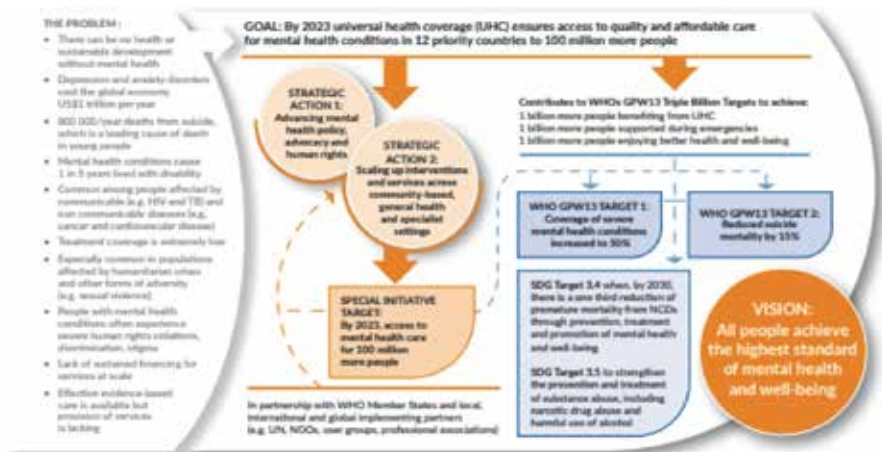 THE PROBLEM :
• There can be no health or
sustainable development
without mental health
• Depression and anxiety disorders
cost the global economy
US$1 trillion per year
• 800 000/year deaths from suicide,
which is a leading cause of death
in young people
• Mental health conditions cause
1 in 5 years lived with disability
• Common among people affected by
communicable (e.g. HIV and TB) and
non communicable diseases (e.g.,
cancer and cardiovascular disease)
• Treatment coverage is extremely low
• Especially common in populations
affected by humanitarian crises
and other forms of adversity
(e.g. sexual violence)
• People with mental health
conditions often experience
severe human rights violations,
discrimination, stigma
• Lack of sustained financing for
services at scale
• Effective evidence-based
care is available but
provision of services
is lacking
GOAL: By 2023 universal health coverage (UHC) ensures access to quality and affordable care
for mental health conditions in 12 priority countries to 100 million more people
STRATEGIC
ACTION 1:
Advancing mental
health policy,
advocacy and
human rights.
STRATEGIC
ACTION 2:
Scaling up interventions
and services across
community-based,
general health
and specialist
settings
SPECIAL INITIATIVE
TARGET:
By 2023, access to
mental health care
for 100 million
more people
In partnership with WHO Member States and local,
international and global implementing partners
(e.g. UN, NGOs, user groups, professional associations)
Contributes to WHOs GPW13 Triple Billion Targets to achieve:
1 billion more people benefiting from UHC
1 billion more people supported during emergencies
1 billion more people enjoying better health and well-being
WHO GPW13 TARGET 1:
Coverage of severe
mental health conditions
increased to 50%
WHO GPW13 TARGET 2:
Reduced suicide
mortality by 15%
SDG Target 3.4 when, by 2030,
there is a one third reduction of
premature mortality from NCDs
through prevention, treatment
and promotion of mental health
and well-being
SDG Target 3.5 to strengthen
the prevention and treatment
of substance abuse, including
narcotic drug abuse and
harmful use of alcohol
VISION:
All people achieve
the highest standard
of mental health
and well-being